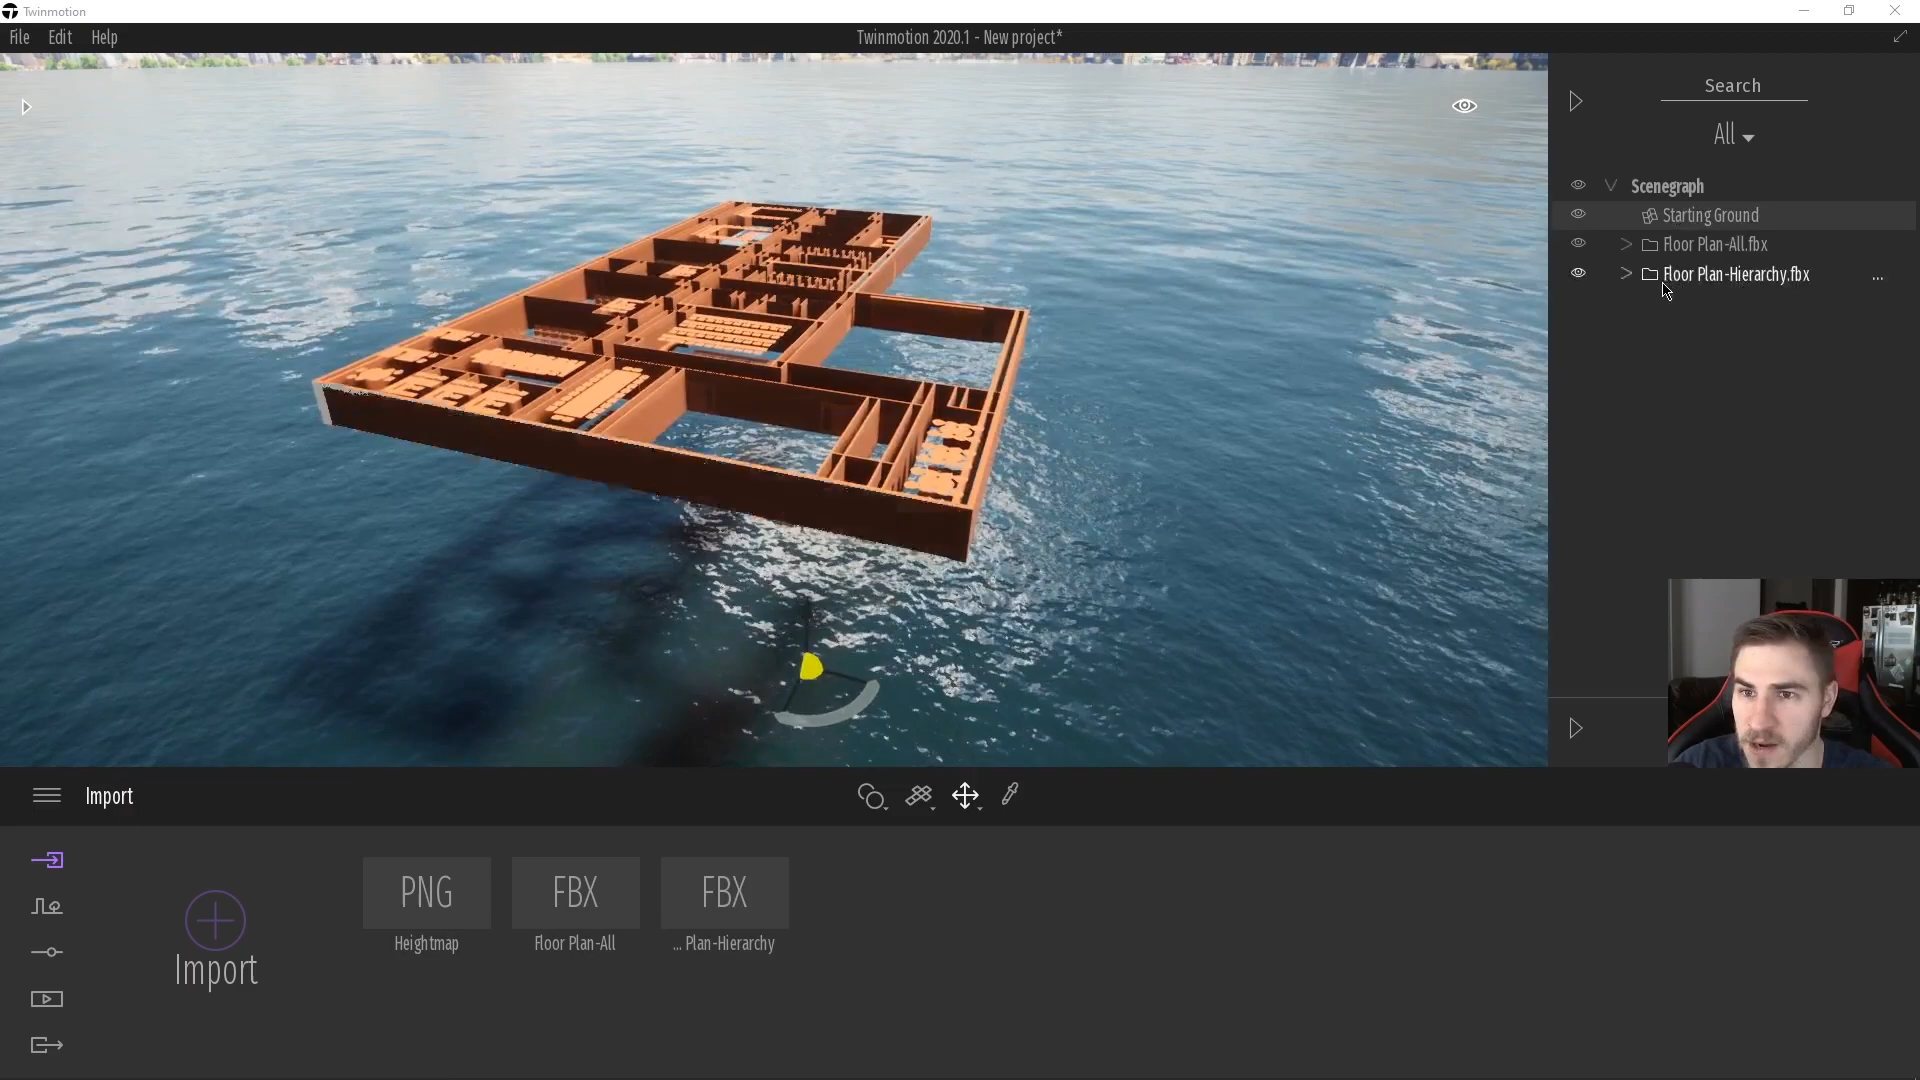 Twinmotion
File Edit Help
Twinmotion 2020.1 - New project*
Search
All
Scenegraph
Starting Ground
Floor Plan-All.fbx
Floor Plan-Hierarchy.fbx ...
Import
Import
PNG
Heightmap
FBX
Floor Plan-All
FBX
... Plan-Hierarchy